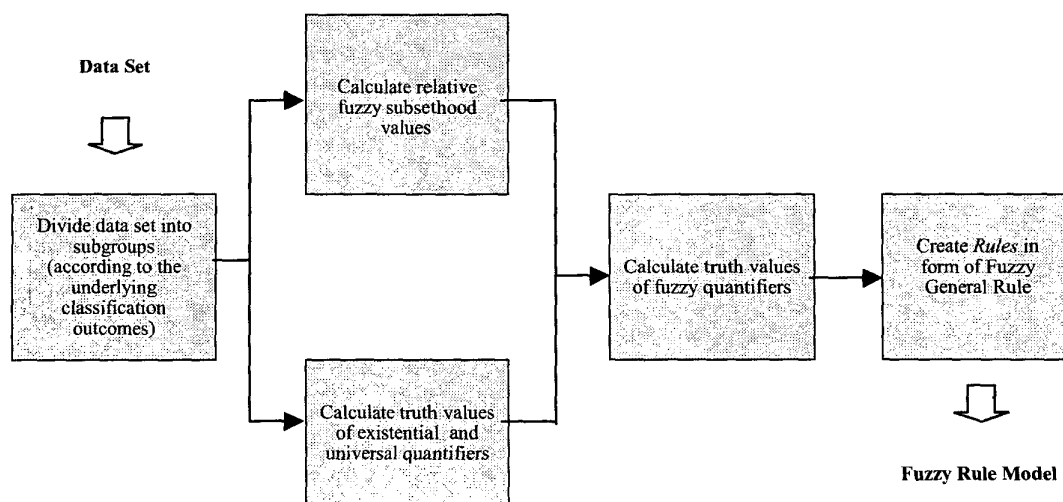 Data Set
Divide data set into
subgroups
(according to the
underlying
classification
outcomes)
Calculate relative
fuzzy subsethood
values
Calculate truth values
of existential and
universal quantifiers
Calculate truth values
of fuzzy quantifiers
Create Rules in
form of Fuzzy
General Rule
Fuzzy Rule Model